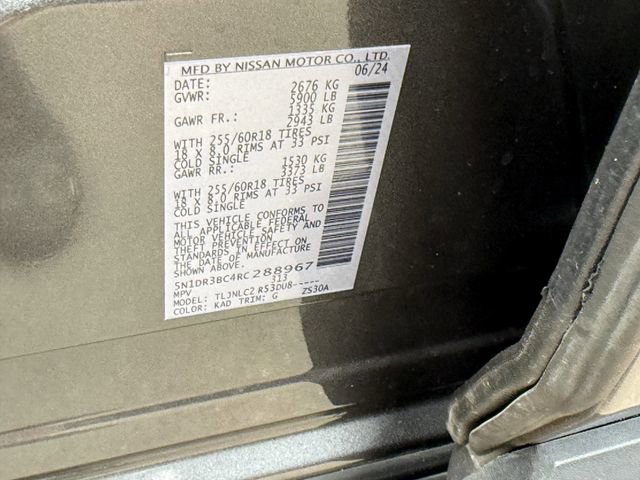 MFD BY NISSAN MOTOR CO., LTD.
DATE: 06/24
GVWR: 2676 KG
5900 LB
GAWR FR.: 1335 KG
2943 LB
WITH 255/60R18 TIRES
18 X 8.0 RIMS AT 33 PSI
COLD SINGLE
GAWR RR.: 1530 KG
3373 LB
WITH 255/60R18 TIRES
18 X 8.0 RIMS AT 33 PSI
COLD SINGLE
THIS VEHICLE CONFORMS TO
ALL APPLICABLE FEDERAL
MOTOR VEHICLE SAFETY AND
THEFT PREVENTION
STANDARDS IN EFFECT ON
THE DATE OF MANUFACTURE
SHOWN ABOVE.
5N1DR3BC4RC288967
MPV 313
MODEL: TLJNLC2 R53DU8-----
COLOR: KAD TRIM: G ZS30A